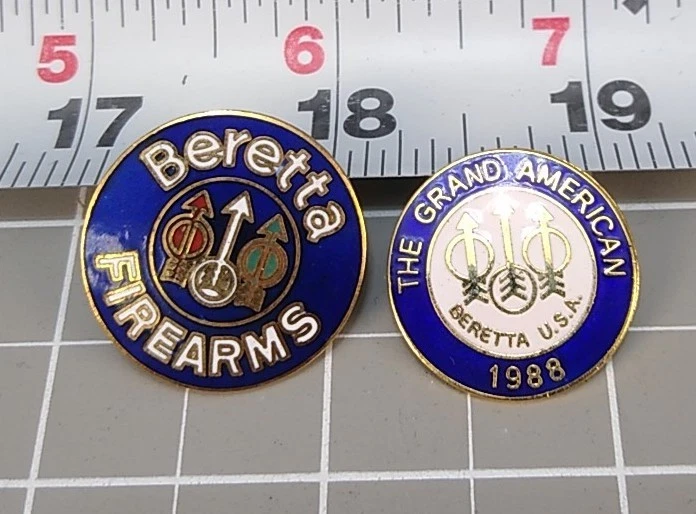 5 6 7
17 18 19
Beretta
FIREARMS
THE GRAND AMERICAN
BERETTA U.S.A.
1988